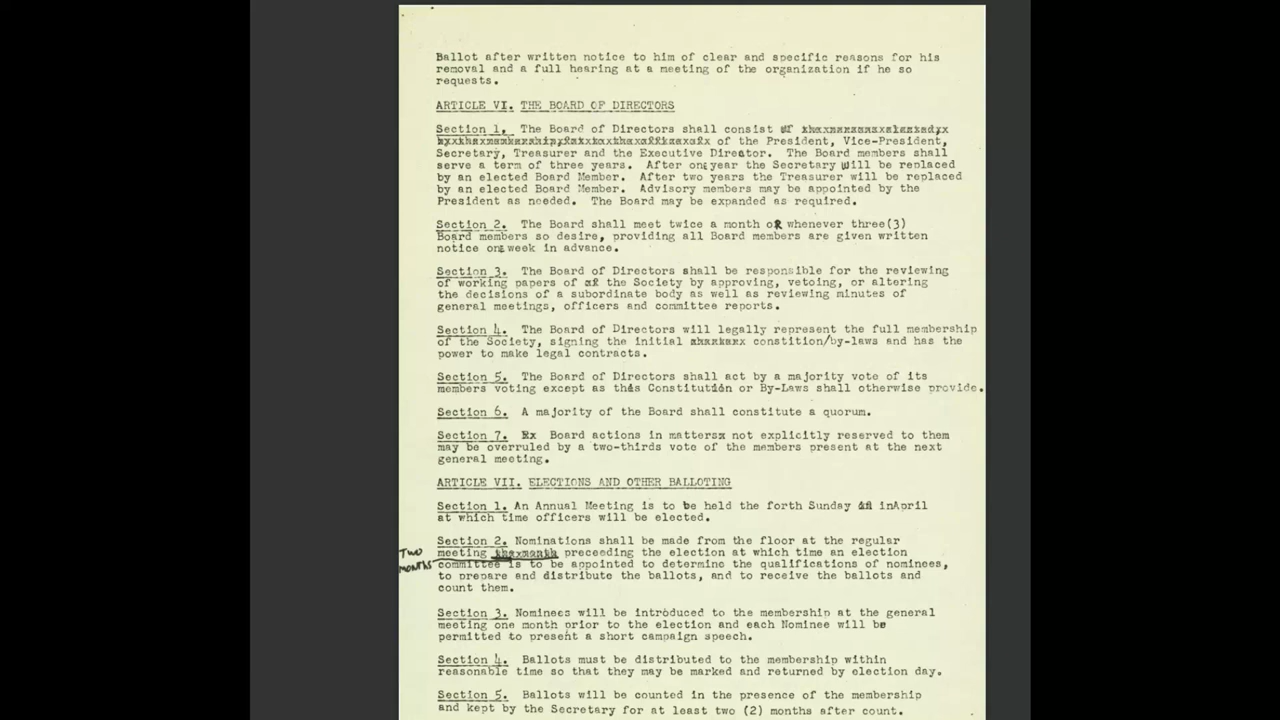 Ballot after written notice to him of clear and specific reasons for his
removal and a full hearing at a meeting of the organization if he so
requests.
ARTICLE VI. THE BOARD OF DIRECTORS
Section 1. The Board of Directors shall consist
of the President, Vice-President,
Secretary, Treasurer and the Executive Director. The Board members shall
serve a term of three years. After one year the Secretary will be replaced
by an elected Board Member. After two years the Treasurer will be replaced
by an elected Board Member. Advisory members may be appointed by the
President as needed. The Board may be expanded as required.
Section 2. The Board shall meet twice a month or whenever three(3)
Board members so desire, providing all Board members are given written
notice one week in advance.
Section 3. The Board of Directors shall be responsible for the reviewing
of working papers of the Society by approving, vetoing, or altering
the decisions of a subordinate body as well as reviewing minutes of
general meetings, officers and committee reports.
Section 4. The Board of Directors will legally represent the full membership
of the Society, signing the initial constition/by-laws and has the
power to make legal contracts.
Section 5. The Board of Directors shall act by a majority vote of its
members voting except as this Constitution or By-Laws shall otherwise provide.
Section 6. A majority of the Board shall constitute a quorum.
Section 7. Board actions in matters not explicitly reserved to them
may be overruled by a two-thirds vote of the members present at the next
general meeting.
ARTICLE VII. ELECTIONS AND OTHER BALLOTING
Section 1. An Annual Meeting is to be held the forth Sunday inApril
at which time officers will be elected.
Section 2. Nominations shall be made from the floor at the regular
TWO MONTHS
meeting preceding the election at which time an election
committee is to be appointed to determine the qualifications of nominees,
to prepare and distribute the ballots, and to receive the ballots and
count them.
Section 3. Nominees will be introduced to the membership at the general
meeting one month prior to the election and each Nominee will be
permitted to present a short campaign speech.
Section 4. Ballots must be distributed to the membership within
reasonable time so that they may be marked and returned by election day.
Section 5. Ballots will be counted in the presence of the membership
and kept by the Secretary for at least two (2) months after count.